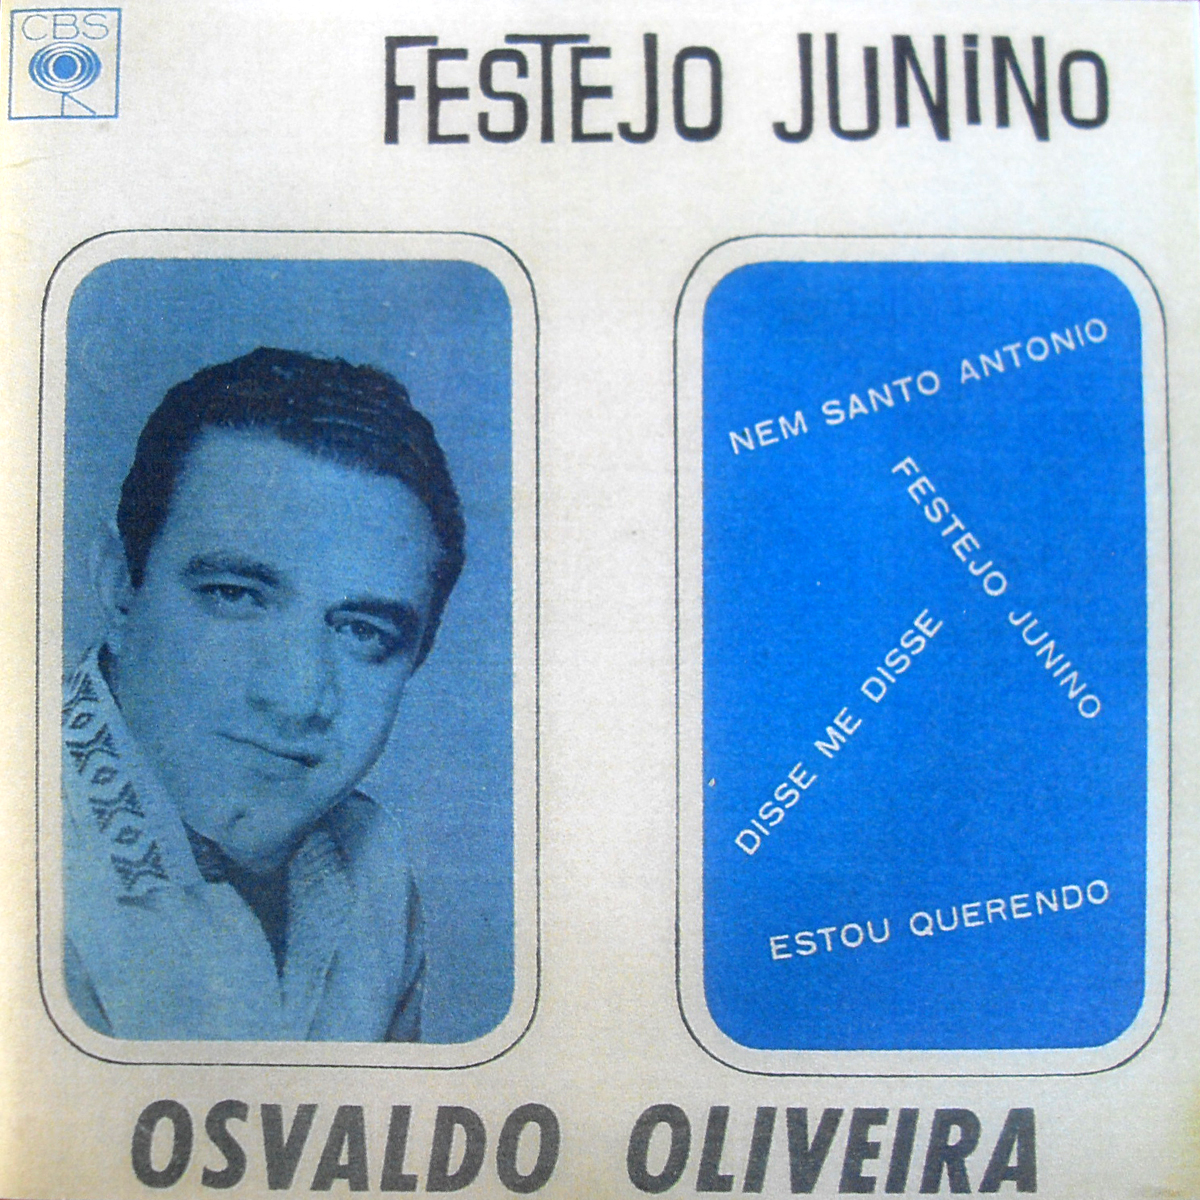 CBS
FESTEJO JUNiNO
NEM SANTO ANTONIO
FESTEJO JUNINO
DISSE ME DISSE
ESTOU QUERENDO
OSVALDO OLIVEIRA